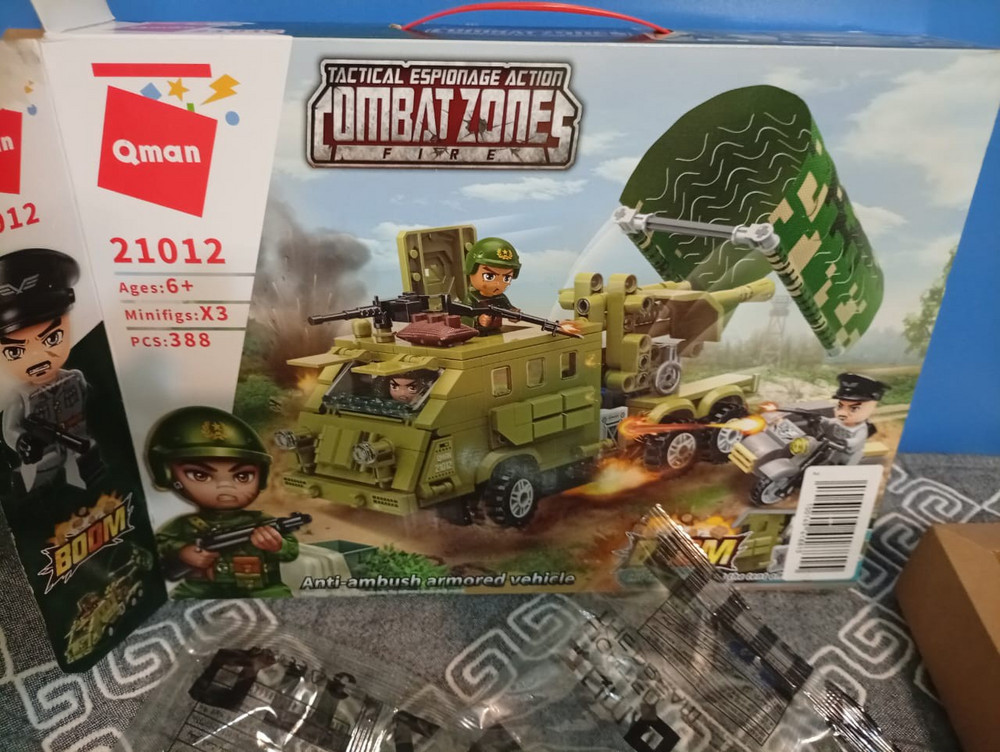 TACTICAL ESPIONAGE ACTION
COMBAT ZONES
FIRE
Qman
21012
Ages:6+
Minifigs:X3
PCS:388
012
BOOM
Anti-ambush armored vehicle